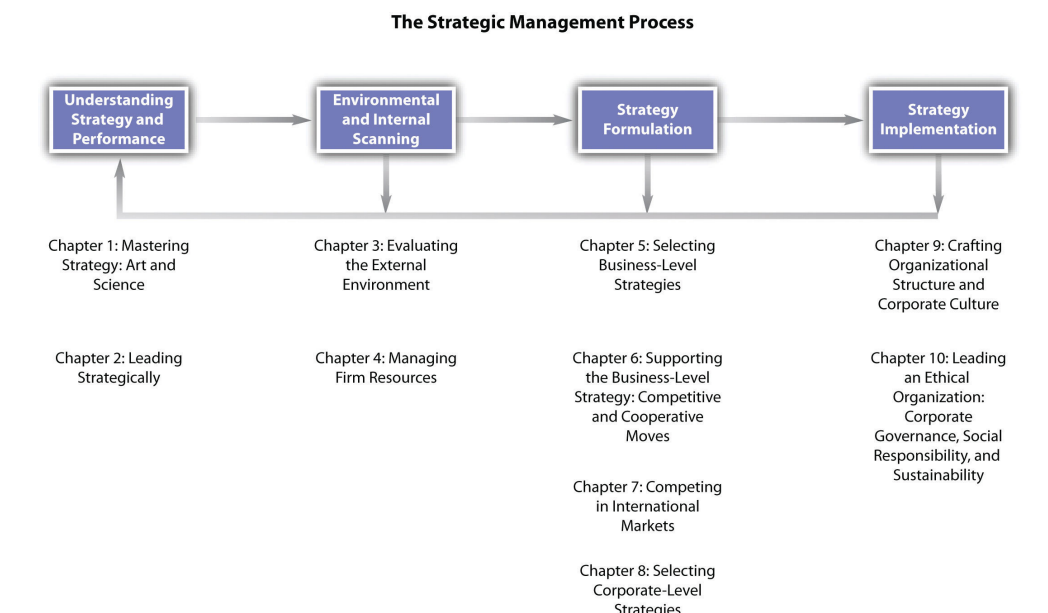 The Strategic Management Process
Understanding
Strategy and
Performance
Environmental
and Internal
Scanning
Strategy
Formulation
Strategy
Implementation
Chapter 1: Mastering
Strategy: Art and
Science
Chapter 2: Leading
Strategically
Chapter 3: Evaluating
the External
Environment
Chapter 4: Managing
Firm Resources
Chapter 5: Selecting
Business-Level
Strategies
Chapter 6: Supporting
the Business-Level
Strategy: Competitive
and Cooperative
Moves
Chapter 7: Competing
in International
Markets
Chapter 8: Selecting
Corporate-Level
Strategies
Chapter 9: Crafting
Organizational
Structure and
Corporate Culture
Chapter 10: Leading
an Ethical
Organization:
Corporate
Governance, Social
Responsibility, and
Sustainability